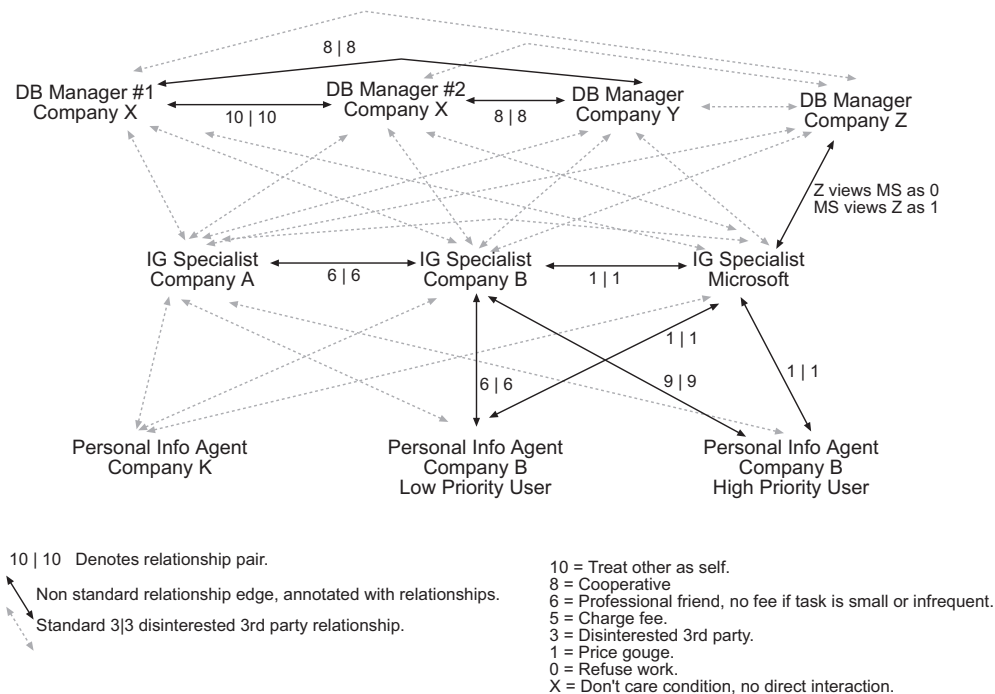 8 | 8
DB Manager #1
Company X
10 | 10
DB Manager #2
Company X
8 | 8
DB Manager
Company Y
DB Manager
Company Z
Z views MS as 0
MS views Z as 1
IG Specialist
Company A
6 | 6
IG Specialist
Company B
1 | 1
IG Specialist
Microsoft
1 | 1
6 | 6
9 | 9
1 | 1
Personal Info Agent
Company K
Personal Info Agent
Company B
Low Priority User
Personal Info Agent
Company B
High Priority User
10 | 10 Denotes relationship pair.
Non standard relationship edge, annotated with relationships.
Standard 3|3 disinterested 3rd party relationship.
10 = Treat other as self.
8 = Cooperative
6 = Professional friend, no fee if task is small or infrequent.
5 = Charge fee.
3 = Disinterested 3rd party.
1 = Price gouge.
0 = Refuse work.
X = Don't care condition, no direct interaction.